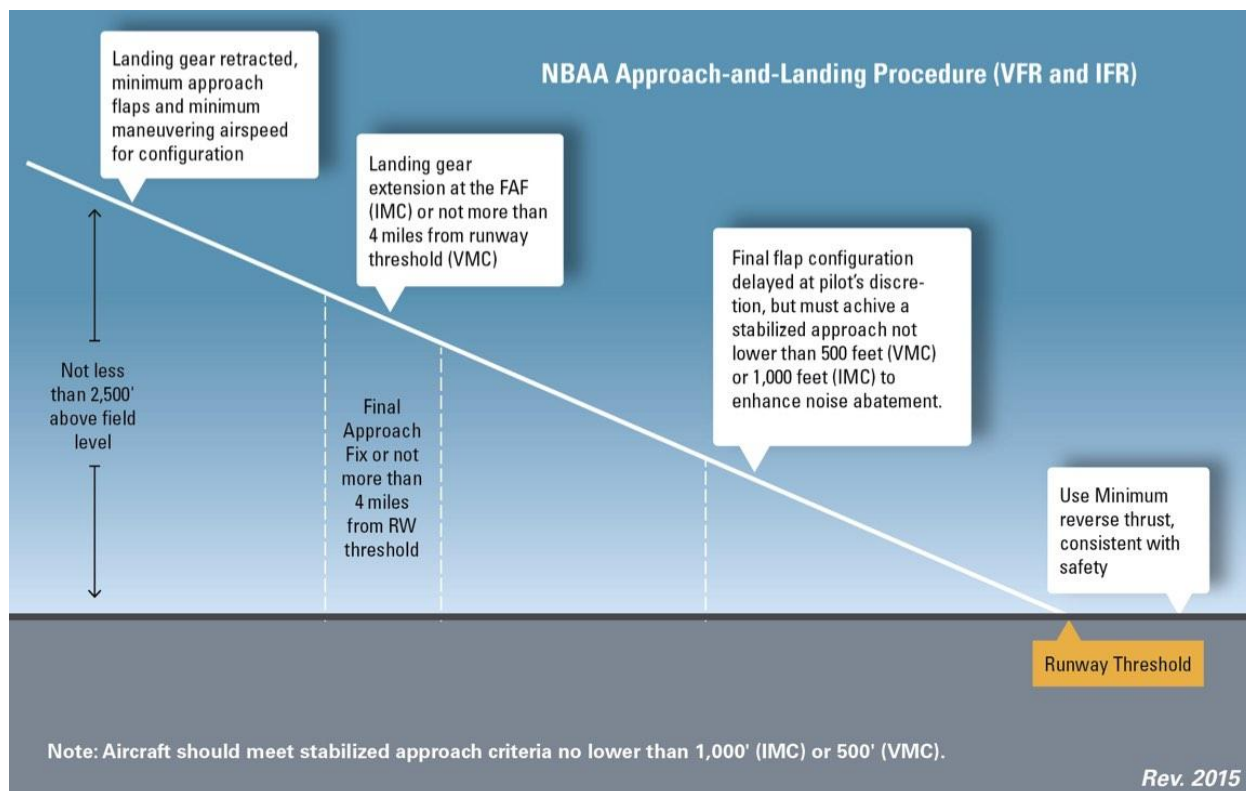 NBAA Approach-and-Landing Procedure (VFR and IFR)
Landing gear retracted,
minimum approach
flaps and minimum
maneuvering airspeed
for configuration
Landing gear
extension at the FAF
(IMC) or not more than
4 miles from runway
threshold (VMC)
Final flap configuration
delayed at pilot's discre-
tion, but must achive a
stabilized approach not
lower than 500 feet (VMC)
or 1,000 feet (IMC) to
enhance noise abatement.
Not less
than 2,500'
above field
level
Final
Approach
Fix or not
more than
4 miles
from RW
threshold
Use Minimum
reverse thrust,
consistent with
safety
Runway Threshold
Note: Aircraft should meet stabilized approach criteria no lower than 1,000' (IMC) or 500' (VMC).
Rev. 2015